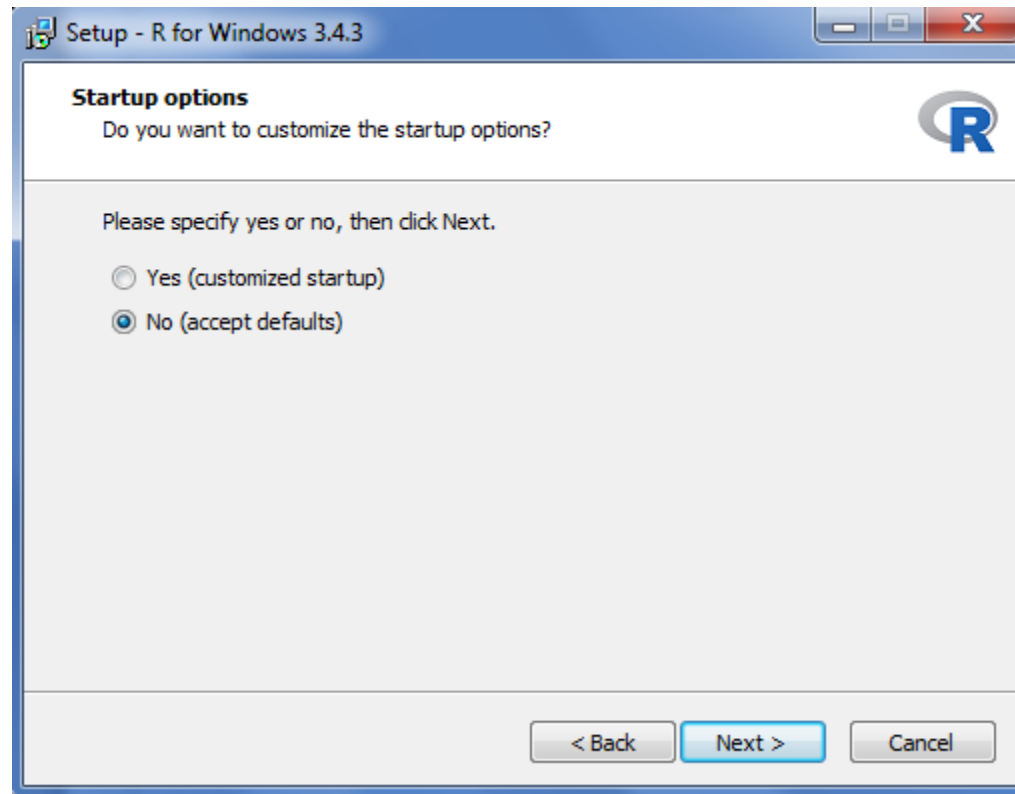 Setup - R for Windows 3.4.3
Startup options
Do you want to customize the startup options?
R
Please specify yes or no, then click Next.
Yes (customized startup)
No (accept defaults)
< Back
Next >
Cancel